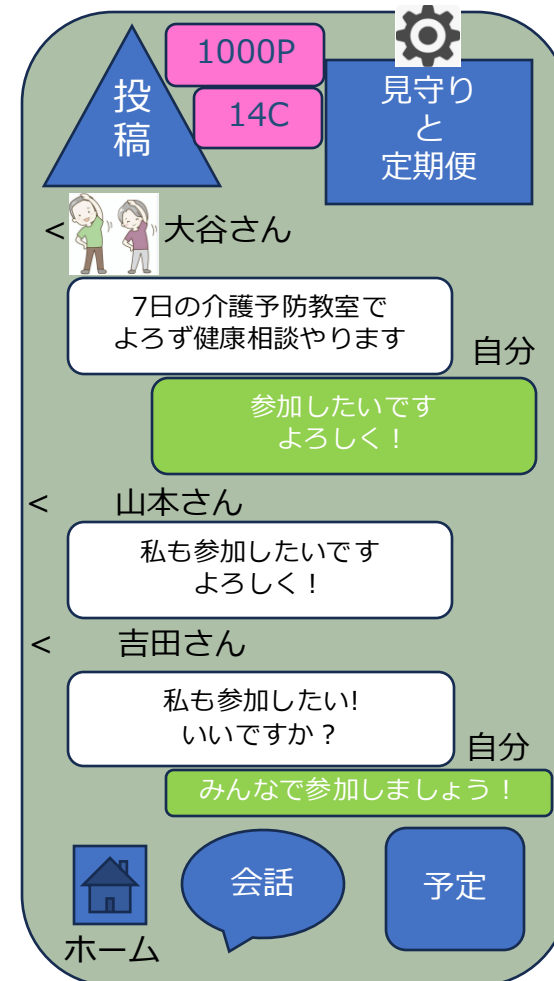 投
稿
1000P
14C
見守り
と
定期便
< 大谷さん
7日の介護予防教室で
よろず健康相談やります
自分
参加したいです
よろしく！
< 山本さん
私も参加したいです
よろしく！
< 吉田さん
私も参加したい!
いいですか？
自分
みんなで参加しましょう！
ホーム
会話
予定